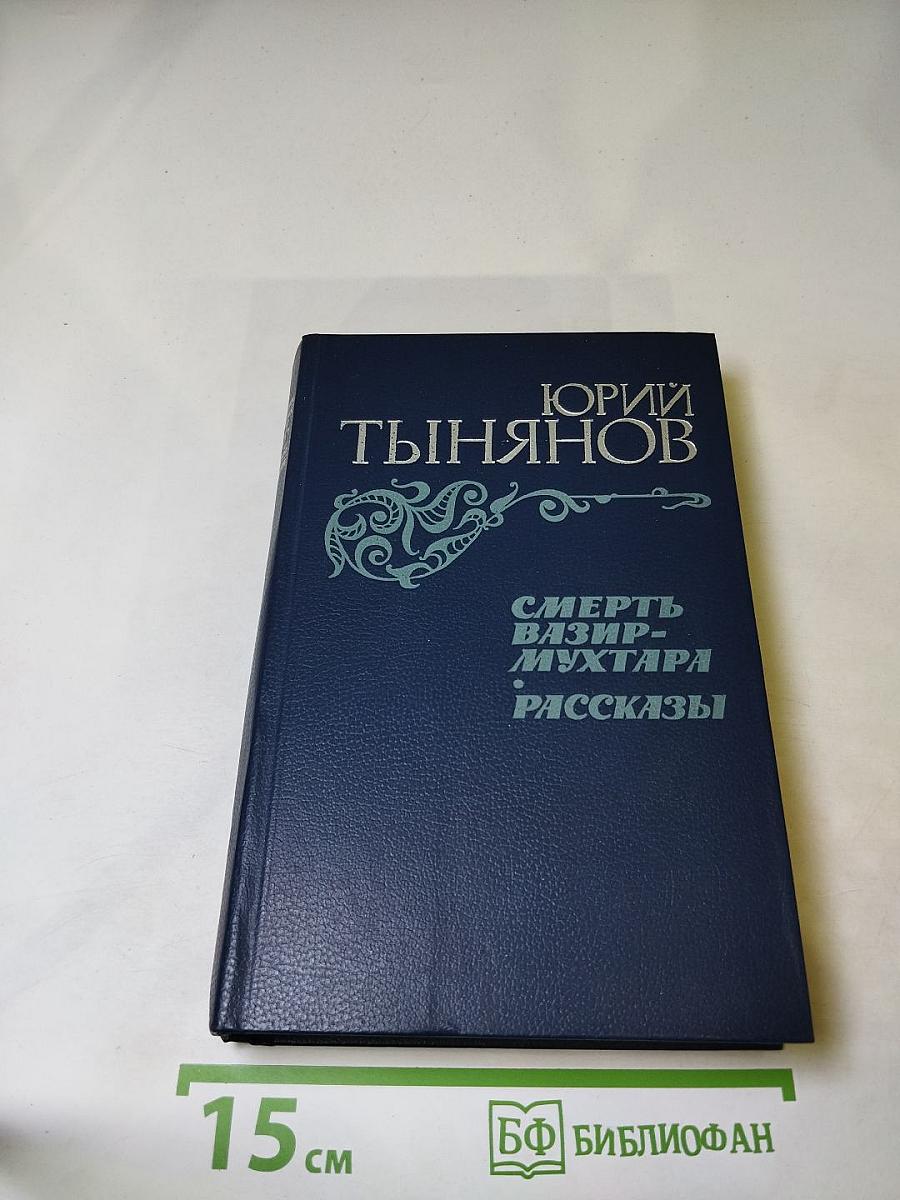 ЮРИЙ
ТЫНЯНОВ
СМЕРТЬ
ВАЗИР-
МУХТАРА
•
РАССКАЗЫ
15 см
БФ БИБЛИОФАН